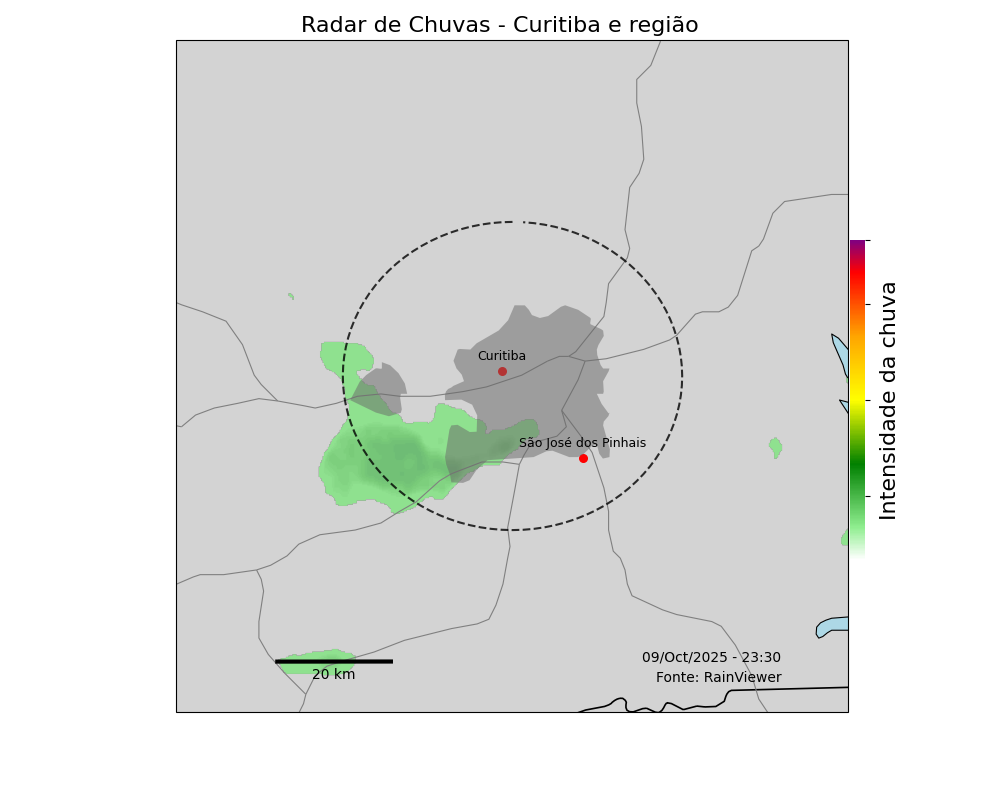 Radar de Chuvas - Curitiba e região
Curitiba
São José dos Pinhais
Intensidade da chuva
09/Oct/2025 - 23:30
Fonte: RainViewer
20 km